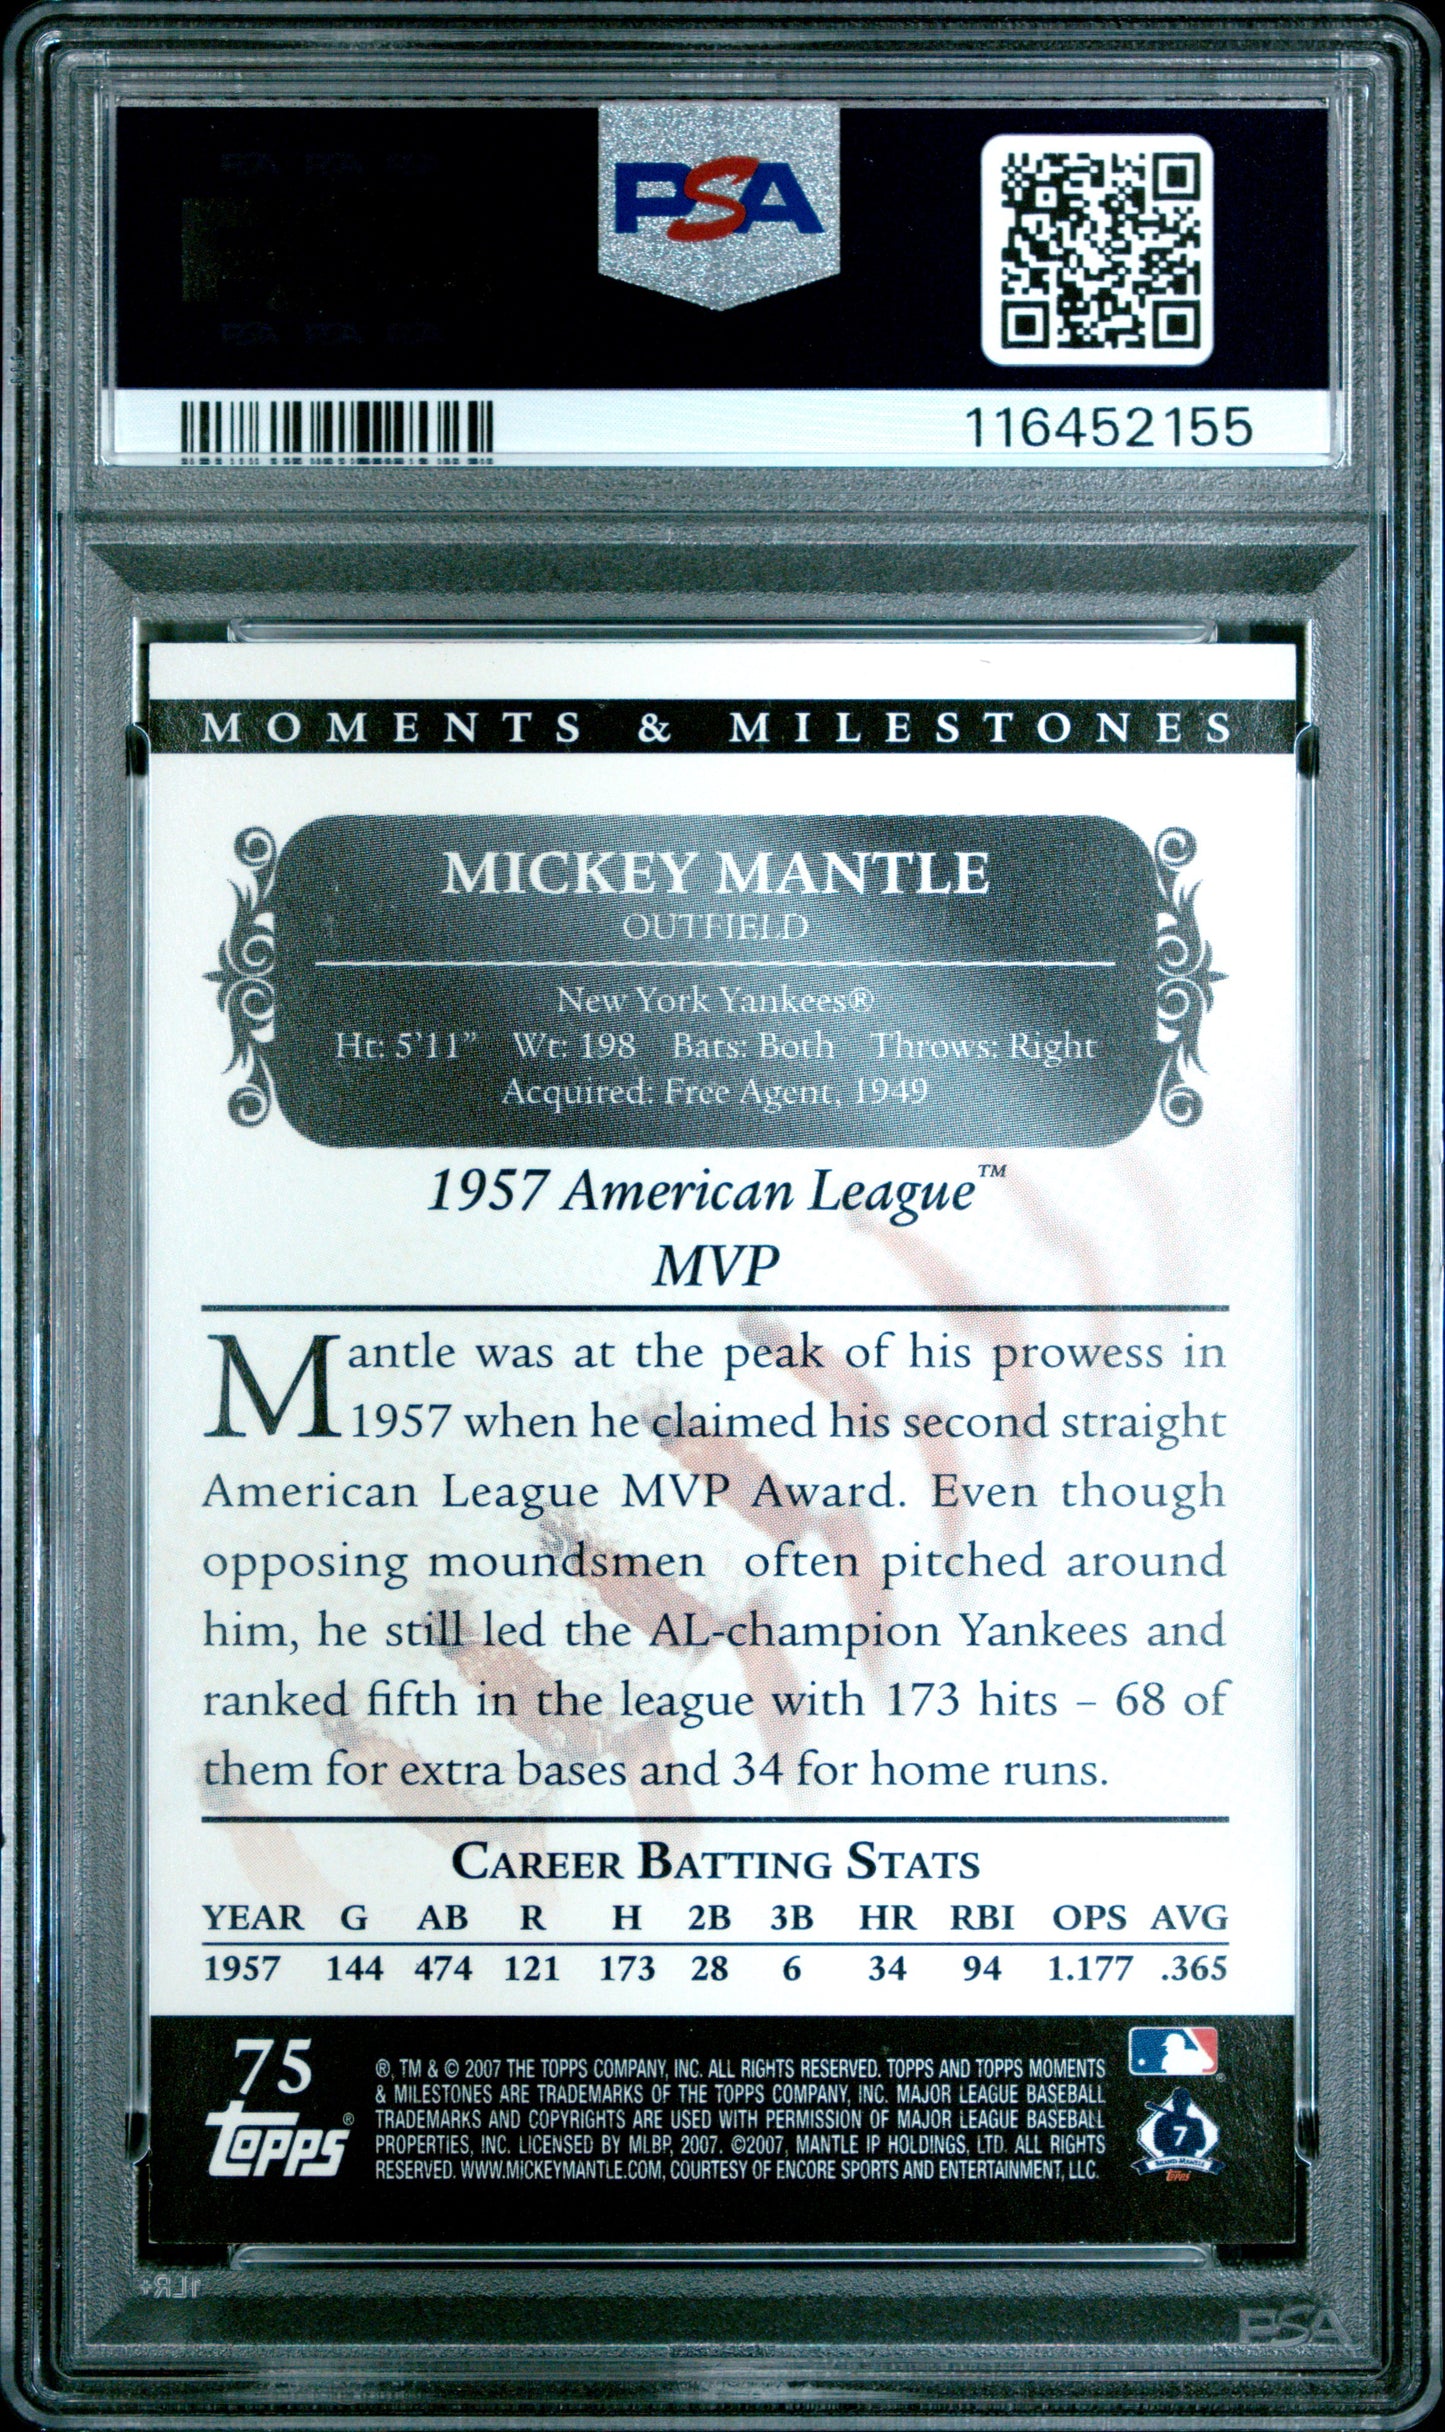 PSA
116452155
MOMENTS & MILESTONES
MICKEY MANTLE
OUTFIELD
New York Yankees®
Ht: 5'11" Wt: 198 Bats: Both Throws: Right
Acquired: Free Agent, 1949
1957 American League™
MVP
Mantle was at the peak of his prowess in
1957 when he claimed his second straight
American League MVP Award. Even though
opposing moundsmen often pitched around
him, he still led the AL-champion Yankees and
ranked fifth in the league with 173 hits – 68 of
them for extra bases and 34 for home runs.
CAREER BATTING STATS
YEAR G AB R H 2B 3B HR RBI OPS AVG
1957 144 474 121 173 28 6 34 94 1.177 .365
75
Topps®
®, TM & © 2007 THE TOPPS COMPANY, INC. ALL RIGHTS RESERVED. TOPPS AND TOPPS MOMENTS
& MILESTONES ARE TRADEMARKS OF THE TOPPS COMPANY, INC. MAJOR LEAGUE BASEBALL
TRADEMARKS AND COPYRIGHTS ARE USED WITH PERMISSION OF MAJOR LEAGUE BASEBALL
PROPERTIES, INC. LICENSED BY MLBP, 2007. ©2007, MANTLE IP HOLDINGS, LTD. ALL RIGHTS
RESERVED. WWW.MICKEYMANTLE.COM, COURTESY OF ENCORE SPORTS AND ENTERTAINMENT, LLC.
7
Topps
PSA